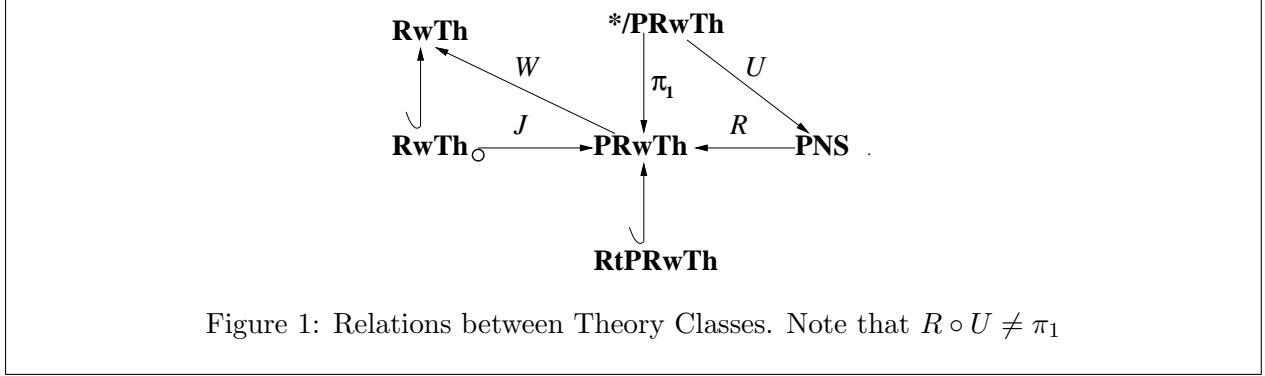 RwTh */PRwTh
W U
π₁
J R
RwTh○ PRwTh PNS .
RtPRwTh
Figure 1: Relations between Theory Classes. Note that R ∘ U ≠ π₁